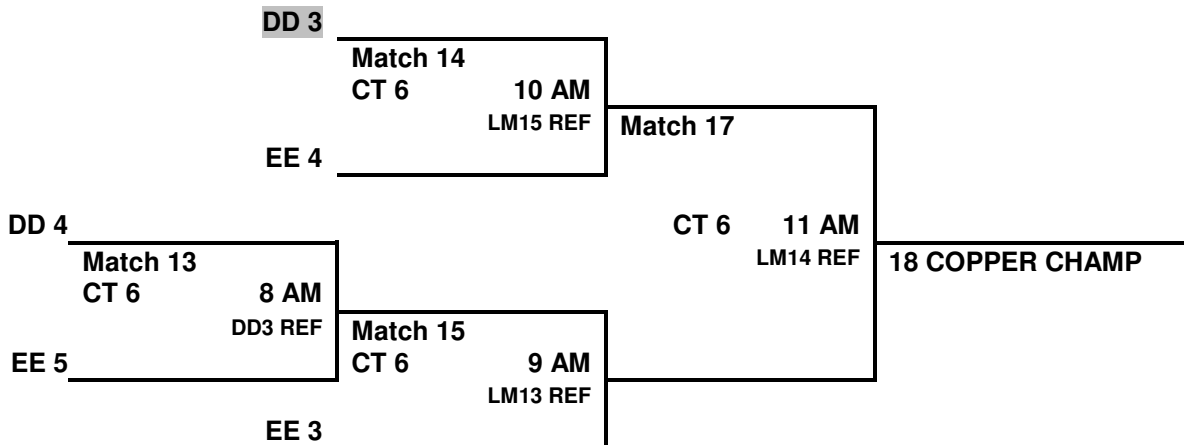 DD 3
Match 14
CT 6 10 AM
LM15 REF
Match 17
EE 4
DD 4
CT 6 11 AM
LM14 REF
18 COPPER CHAMP
Match 13
CT 6 8 AM
DD3 REF
Match 15
EE 5
CT 6 9 AM
LM13 REF
EE 3